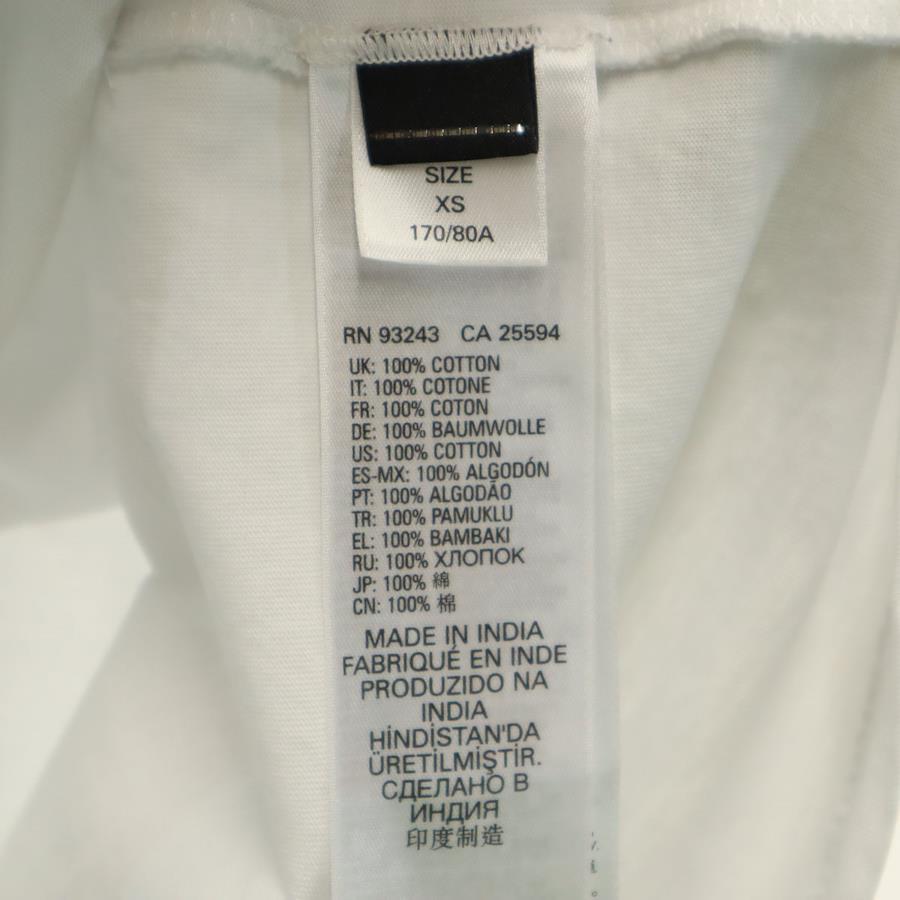 SIZE
XS
170/80A
RN 93243 CA 25594
UK: 100% COTTON
IT: 100% COTONE
FR: 100% COTON
DE: 100% BAUMWOLLE
US: 100% COTTON
ES-MX: 100% ALGODÓN
PT: 100% ALGODÃO
TR: 100% PAMUKLU
EL: 100% BAMBAKI
RU: 100% ХЛОПОК
JP: 100% 綿
CN: 100% 棉
MADE IN INDIA
FABRIQUÉ EN INDE
PRODUZIDO NA
INDIA
HİNDİSTAN'DA
ÜRETİLMİŞTİR.
СДЕЛАНО В
ИНДИЯ
印度制造